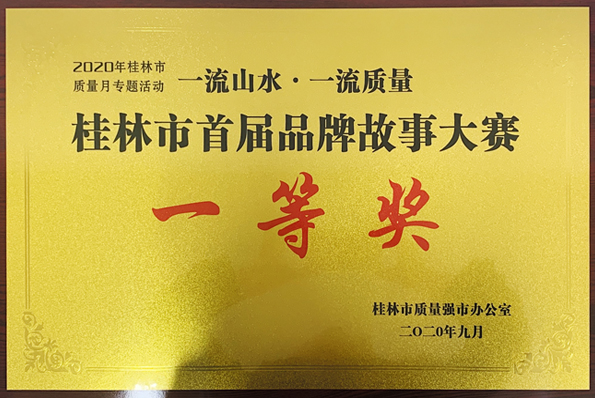 2020年桂林市
质量月专题活动
一流山水·一流质量
桂林市首届品牌故事大赛
一等奖
桂林市质量强市办公室
二〇二〇年九月